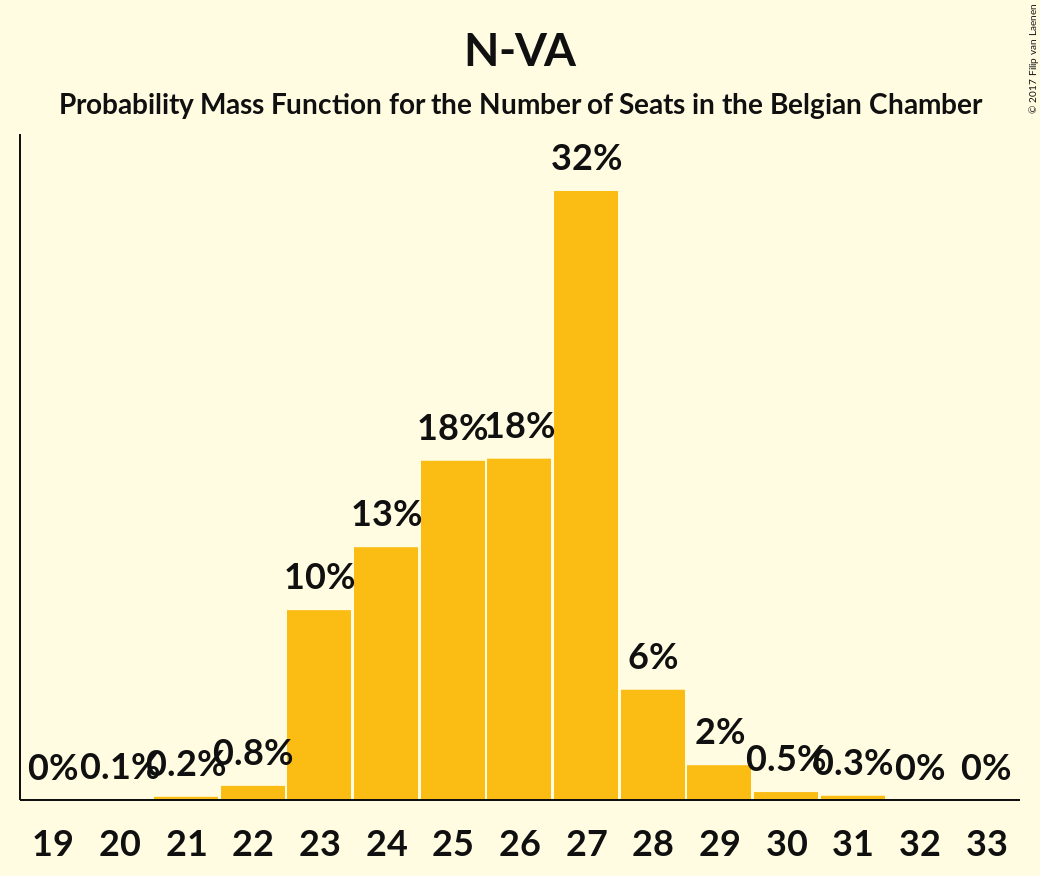 N-VA
Probability Mass Function for the Number of Seats in the Belgian Chamber
© 2017 Filip van Laenen
32%
18% 18%
13%
10%
6%
2%
0% 0.1% 0.2% 0.8% 0.5% 0.3% 0% 0%
19 20 21 22 23 24 25 26 27 28 29 30 31 32 33